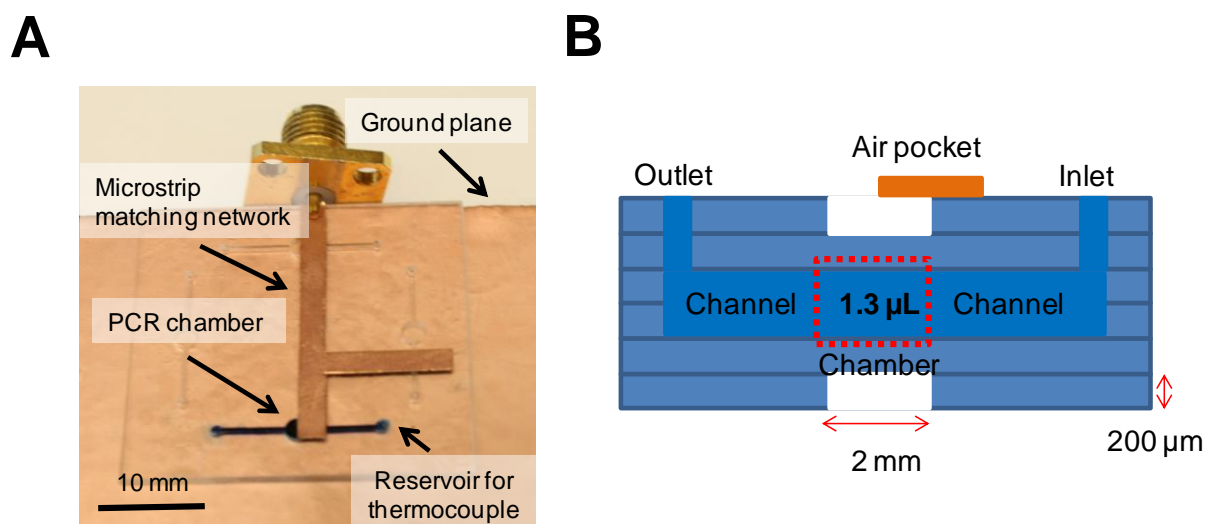 A
Ground plane
Microstrip
matching network
PCR chamber
10 mm
Reservoir for
thermocouple
B
Air pocket
Outlet
Inlet
Channel
1.3 µL
Channel
Chamber
2 mm
200 µm